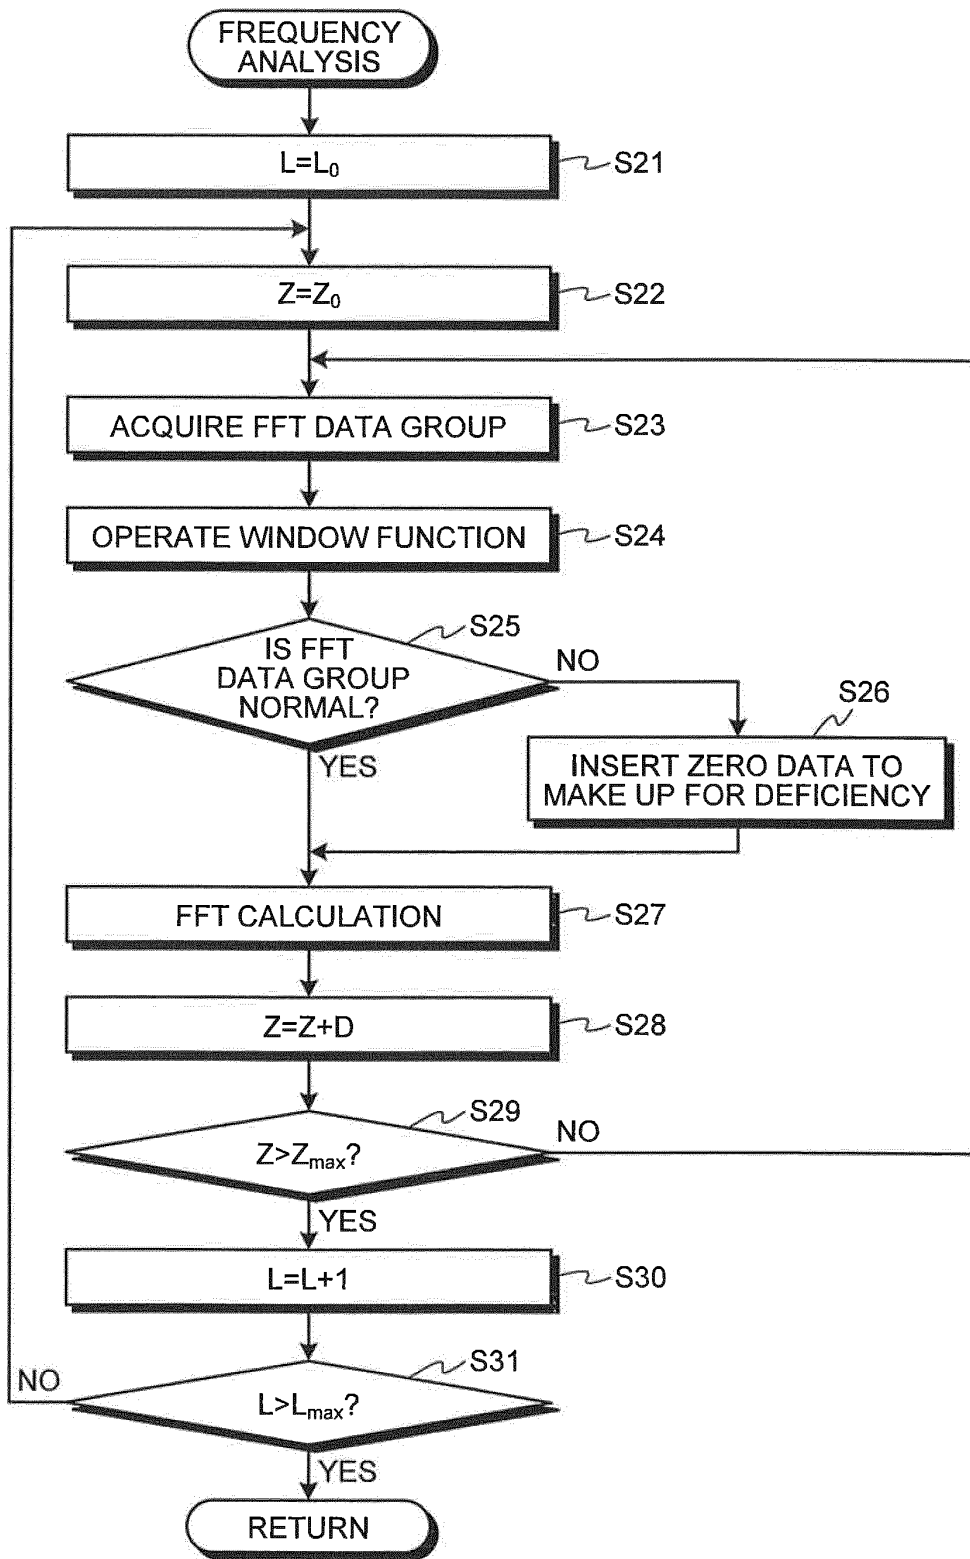 FREQUENCY
ANALYSIS
L=L0
S21
Z=Z0
S22
ACQUIRE FFT DATA GROUP
S23
OPERATE WINDOW FUNCTION
S24
IS FFT
DATA GROUP
NORMAL?
S25
NO
YES
S26
INSERT ZERO DATA TO
MAKE UP FOR DEFICIENCY
FFT CALCULATION
S27
Z=Z+D
S28
Z>Zmax?
S29
NO
YES
L=L+1
S30
L>Lmax?
S31
NO
YES
RETURN